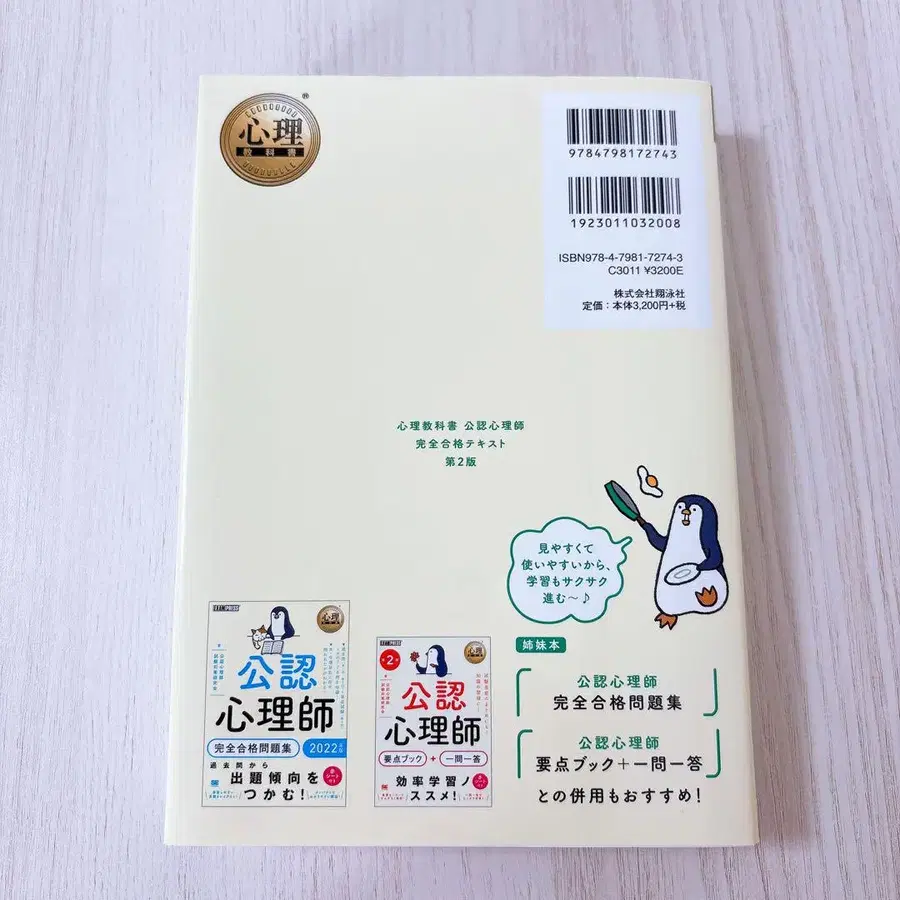 心理
教科書
®
9784798172743
1923011032008
ISBN978-4-7981-7274-3
C3011 ¥3200E
株式会社翔泳社
定価：本体3,200円+税
心理教科書 公認心理師
完全合格テキスト
第2版
見やすくて
使いやすいから、
学習もサクサク
進む～♪
姉妹本
公認心理師
完全合格問題集
公認心理師
要点ブック＋一問一答
との併用もおすすめ！
心理
公認
心理師
完全合格問題集
2022
過去問から
出題傾向を
つかむ！
第2版
心理
公認
心理師
要点ブック
+
一問一答
効率学習ノ
ススメ！